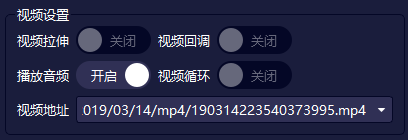 视频设置
视频拉伸 关闭 视频回调 关闭
播放音频 开启 视频循环 关闭
视频地址 019/03/14/mp4/190314223540373995.mp4